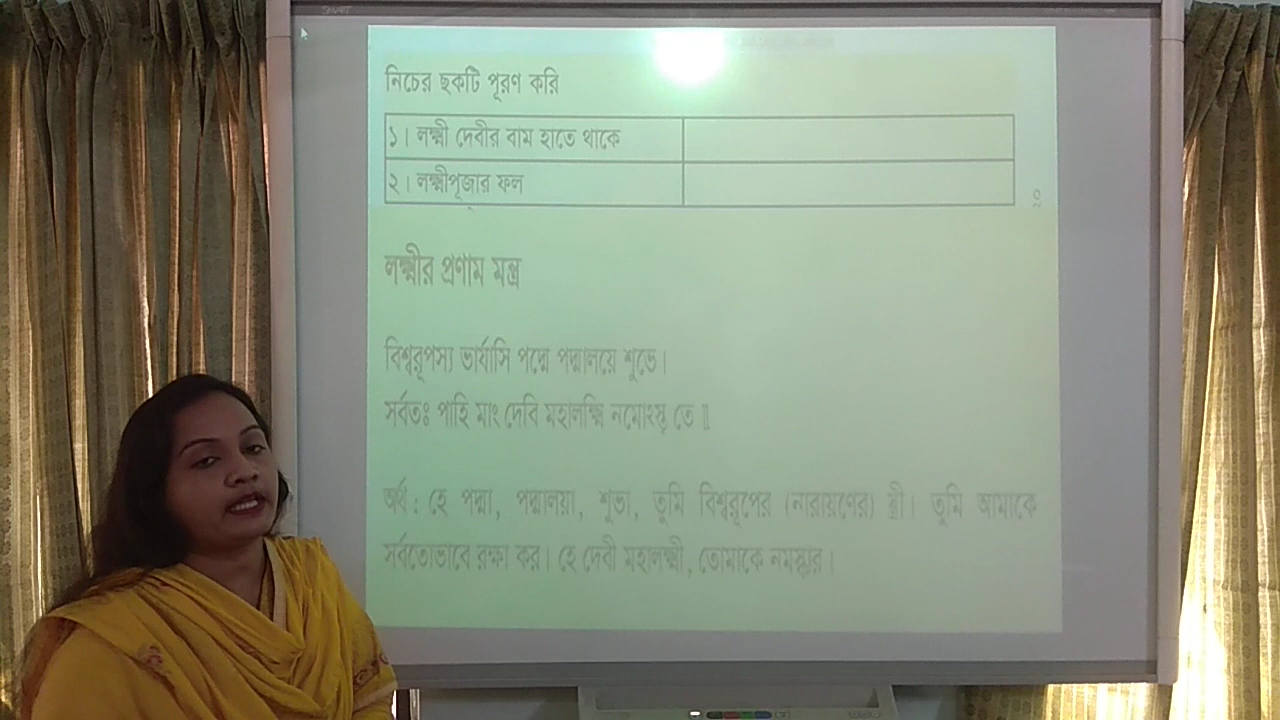 নিচের ছকটি পূরণ করি
১। লক্ষ্মী দেবীর বাম হাতে থাকে
২। লক্ষ্মীপূজার ফল
লক্ষ্মীর প্রণাম মন্ত্র
বিশ্বরূপস্য ভার্যাসি পদ্মে পদ্মালয়ে শুভে।
সর্বতঃ পাহি মাং দেবি মহালক্ষ্মি নমোঽস্তু তে ॥
অর্থ : হে পদ্মা, পদ্মালয়া, শুভা, তুমি বিশ্বরূপের (নারায়ণের) স্ত্রী। তুমি আমাকে
সর্বতোভাবে রক্ষা কর। হে দেবী মহালক্ষ্মী, তোমাকে নমস্কার।